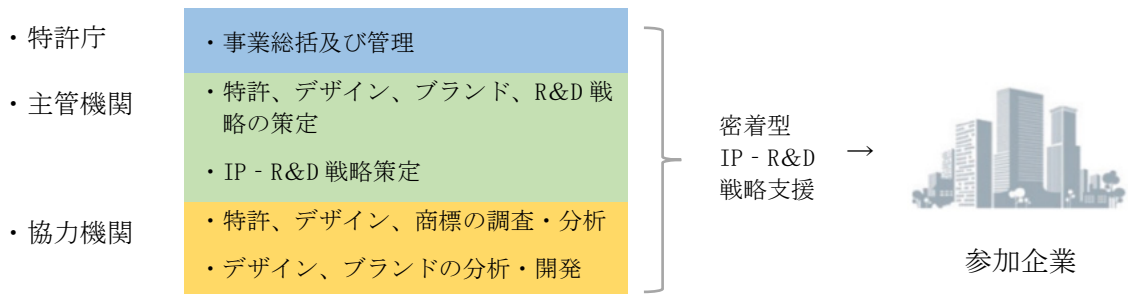 ・特許庁
・事業総括及び管理
・主管機関
・特許、デザイン、ブランド、R&D 戦
略の策定
・IP‐R&D 戦略策定
・協力機関
・特許、デザイン、商標の調査・分析
・デザイン、ブランドの分析・開発
密着型
IP‐R&D
戦略支援
→
参加企業